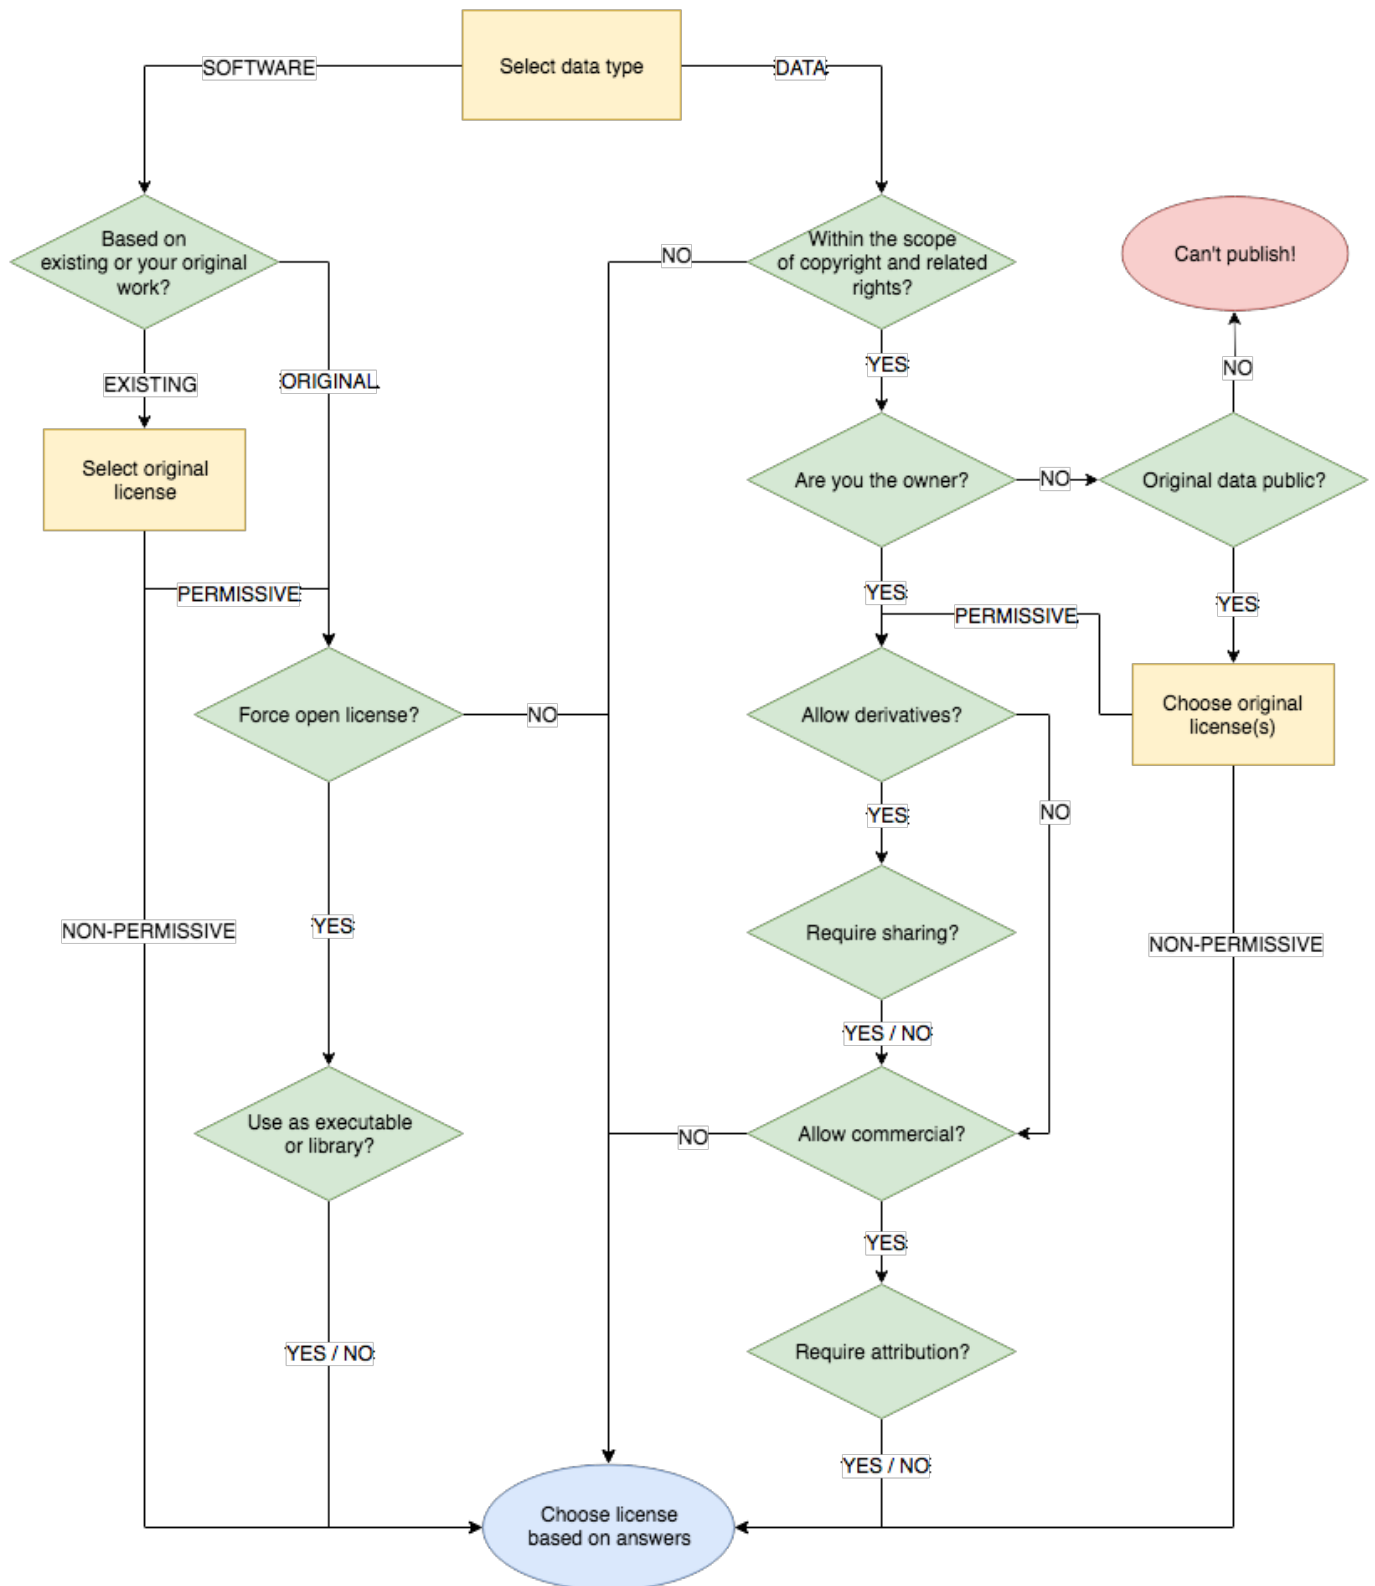 Select data type
SOFTWARE
DATA
Based on
existing or your original
work?
Within the scope
of copyright and related
rights?
NO
Can't publish!
YES
NO
EXISTING
ORIGINAL
Select original
license
Are you the owner?
NO
Original data public?
PERMISSIVE
YES
PERMISSIVE
YES
Force open license?
NO
Allow derivatives?
Choose original
license(s)
YES
NO
NON-PERMISSIVE
YES
Require sharing?
NON-PERMISSIVE
YES / NO
Use as executable
or library?
NO
Allow commercial?
YES
YES / NO
Require attribution?
YES / NO
Choose license
based on answers